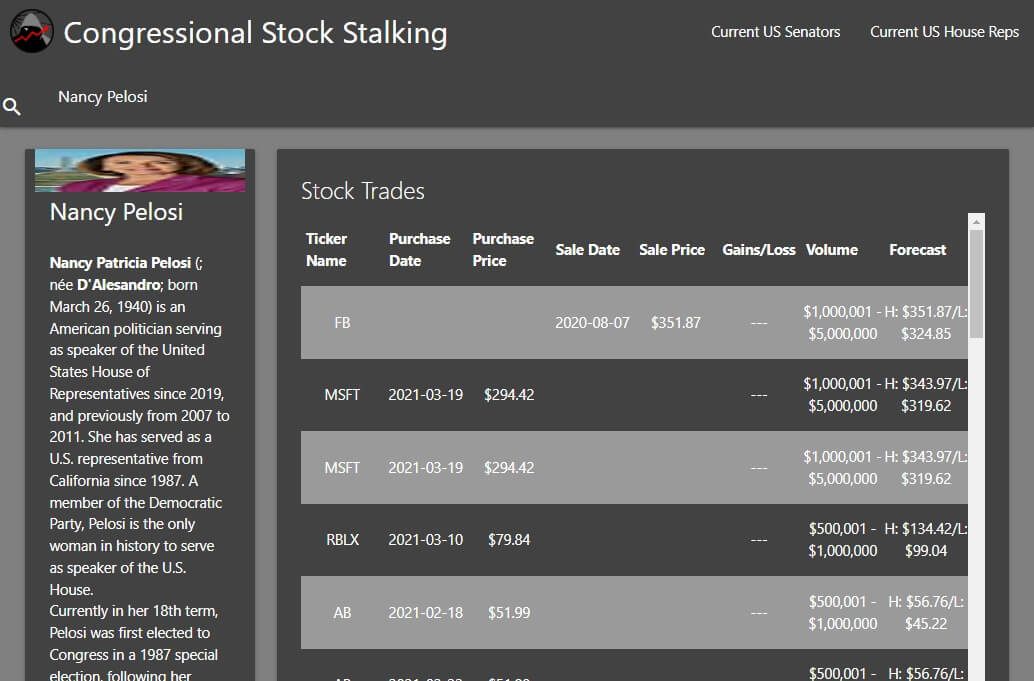 Congressional Stock Stalking
Current US Senators
Current US House Reps
Nancy Pelosi
Nancy Pelosi
Nancy Patricia Pelosi (;
née D'Alesandro; born
March 26, 1940) is an
American politician serving
as speaker of the United
States House of
Representatives since 2019,
and previously from 2007 to
2011. She has served as a
U.S. representative from
California since 1987. A
member of the Democratic
Party, Pelosi is the only
woman in history to serve
as speaker of the U.S.
House.
Currently in her 18th term,
Pelosi was first elected to
Congress in a 1987 special
election, following her
Stock Trades
Ticker Name Purchase Date Purchase Price Sale Date Sale Price Gains/Loss Volume Forecast
FB 2020-08-07 $351.87 --- $1,000,001 - H: $351.87/L:
$5,000,000 $324.85
MSFT 2021-03-19 $294.42 --- $1,000,001 - H: $343.97/L:
$5,000,000 $319.62
MSFT 2021-03-19 $294.42 --- $1,000,001 - H: $343.97/L:
$5,000,000 $319.62
RBLX 2021-03-10 $79.84 --- $500,001 - H: $134.42/L:
$1,000,000 $99.04
AB 2021-02-18 $51.99 --- $500,001 - H: $56.76/L:
$1,000,000 $45.22
$500,001 - H: $56.76/L: